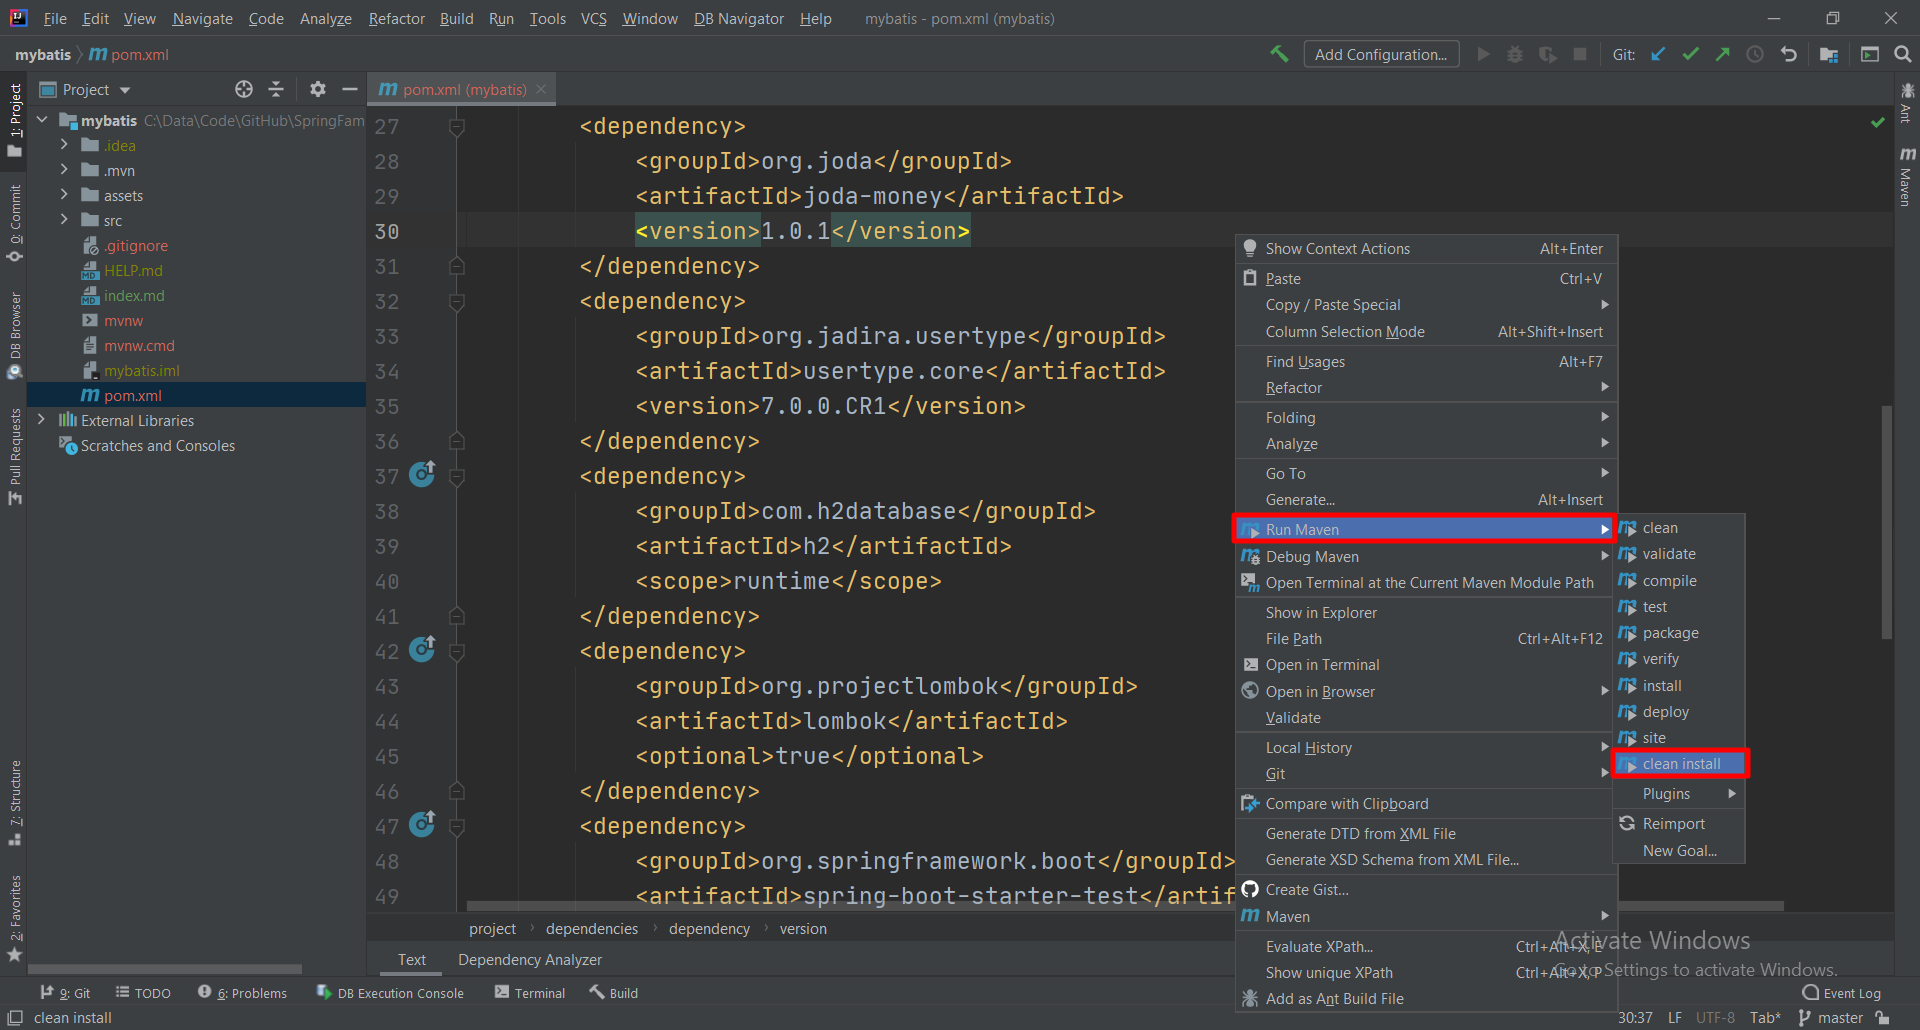 File Edit View Navigate Code Analyze Refactor Build Run Tools VCS Window DB Navigator Help mybatis - pom.xml (mybatis)
mybatis m pom.xml Add Configuration... Git:
Project
m pom.xml (mybatis)
1: Project
0: Commit
DB Browser
Pull Requests
7: Structure
2: Favorites
mybatis C:\Data\Code\GitHub\SpringFam
.idea
.mvn
assets
src
.gitignore
HELP.md
index.md
mvnw
mvnw.cmd
mybatis.iml
pom.xml
External Libraries
Scratches and Consoles
27 <dependency>
28 <groupId>org.joda</groupId>
29 <artifactId>joda-money</artifactId>
30 <version>1.0.1</version>
31 </dependency>
32 <dependency>
33 <groupId>org.jadira.usertype</groupId>
34 <artifactId>usertype.core</artifactId>
35 <version>7.0.0.CR1</version>
36 </dependency>
37 <dependency>
38 <groupId>com.h2database</groupId>
39 <artifactId>h2</artifactId>
40 <scope>runtime</scope>
41 </dependency>
42 <dependency>
43 <groupId>org.projectlombok</groupId>
44 <artifactId>lombok</artifactId>
45 <optional>true</optional>
46 </dependency>
47 <dependency>
48 <groupId>org.springframework.boot</groupId>
49 <artifactId>spring-boot-starter-test</artif
project dependencies dependency version
Text Dependency Analyzer
Show Context Actions Alt+Enter
Paste Ctrl+V
Copy / Paste Special
Column Selection Mode Alt+Shift+Insert
Find Usages Alt+F7
Refactor
Folding
Analyze
Go To
Generate... Alt+Insert
Run Maven
Debug Maven
Open Terminal at the Current Maven Module Path
Show in Explorer
File Path Ctrl+Alt+F12
Open in Terminal
Open in Browser
Validate
Local History
Git
Compare with Clipboard
Generate DTD from XML File
Generate XSD Schema from XML File...
Create Gist...
Maven
Evaluate XPath... Ctrl+Alt+X, E
Show unique XPath Ctrl+Alt+X, P
Add as Ant Build File
clean
validate
compile
test
package
verify
install
deploy
site
clean install
Plugins
Reimport
New Goal...
Ant
m Maven
Activate Windows
Go to Settings to activate Windows.
9: Git TODO 6: Problems DB Execution Console Terminal Build Event Log
clean install 30:37 LF UTF-8 Tab* master